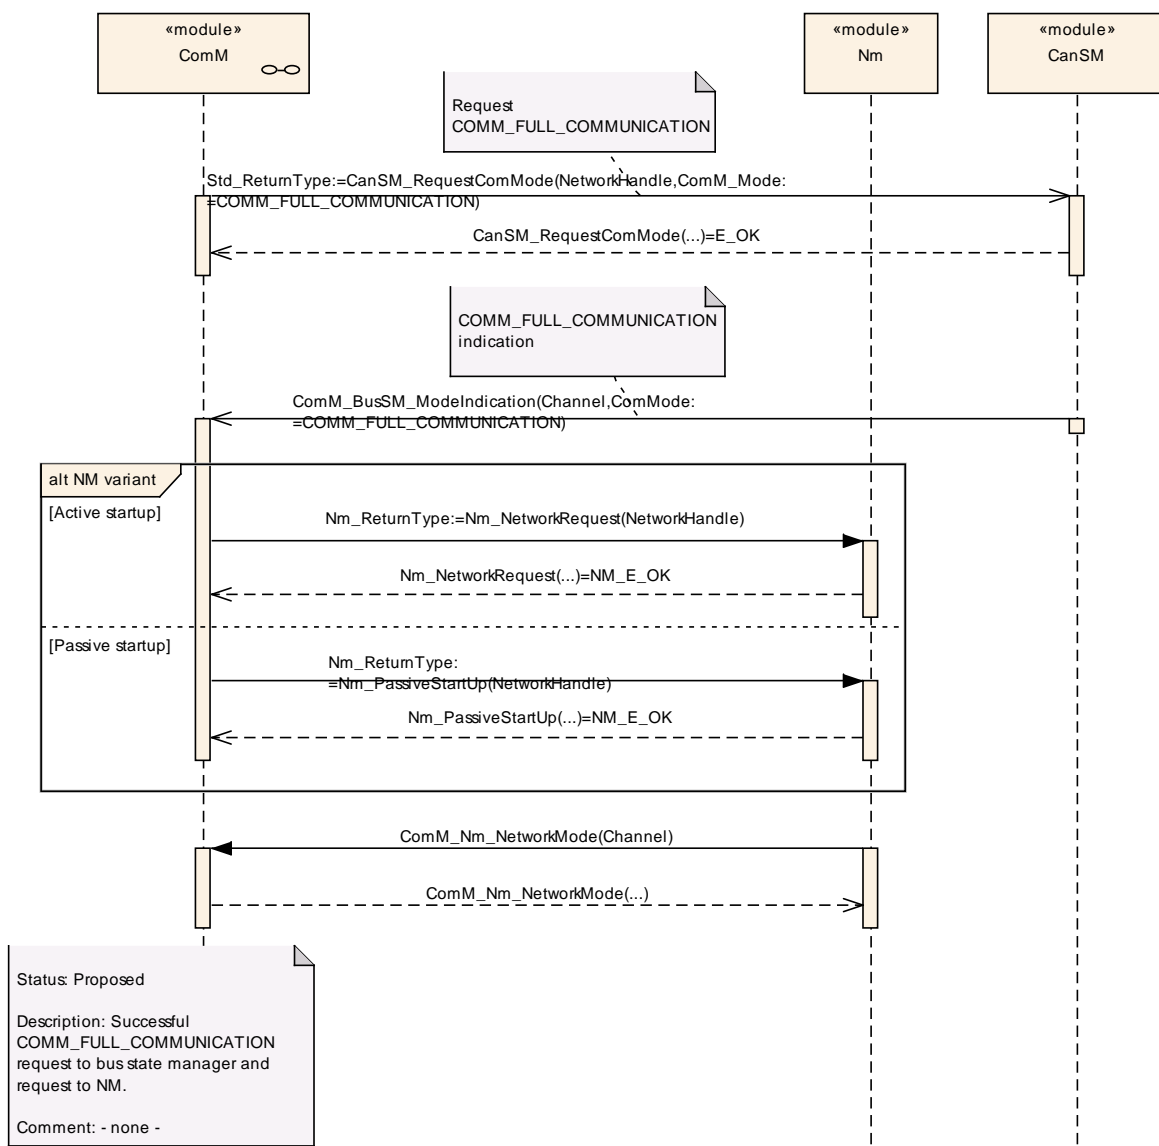 «module»
ComM
«module»
Nm
«module»
CanSM
Request
COMM_FULL_COMMUNICATION
Std_ReturnType:=CanSM_RequestComMode(NetworkHandle,ComM_Mode:
=COMM_FULL_COMMUNICATION)
CanSM_RequestComMode(...)=E_OK
COMM_FULL_COMMUNICATION
indication
ComM_BusSM_ModeIndication(Channel,ComMode:
=COMM_FULL_COMMUNICATION)
alt NM variant
[Active startup]
Nm_ReturnType:=Nm_NetworkRequest(NetworkHandle)
Nm_NetworkRequest(...)=NM_E_OK
[Passive startup]
Nm_ReturnType:
=Nm_PassiveStartUp(NetworkHandle)
Nm_PassiveStartUp(...)=NM_E_OK
ComM_Nm_NetworkMode(Channel)
ComM_Nm_NetworkMode(...)
Status: Proposed
Description: Successful
COMM_FULL_COMMUNICATION
request to bus state manager and
request to NM.
Comment: - none -